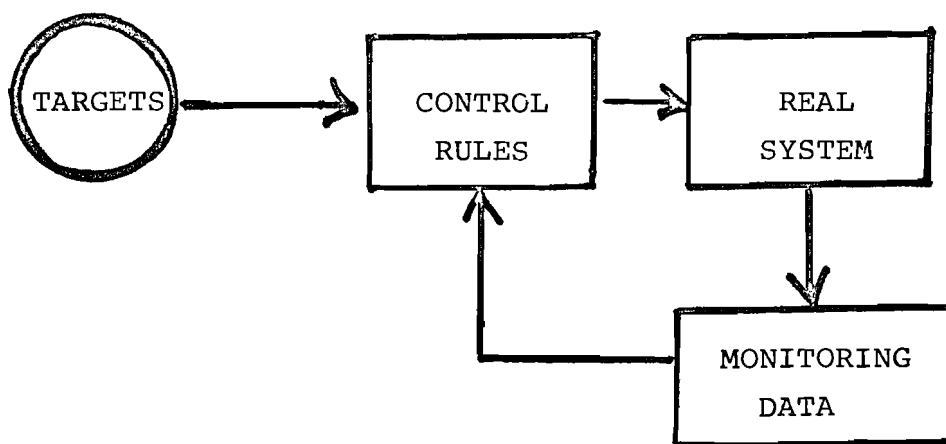 TARGETS
CONTROL
RULES
REAL
SYSTEM
MONITORING
DATA